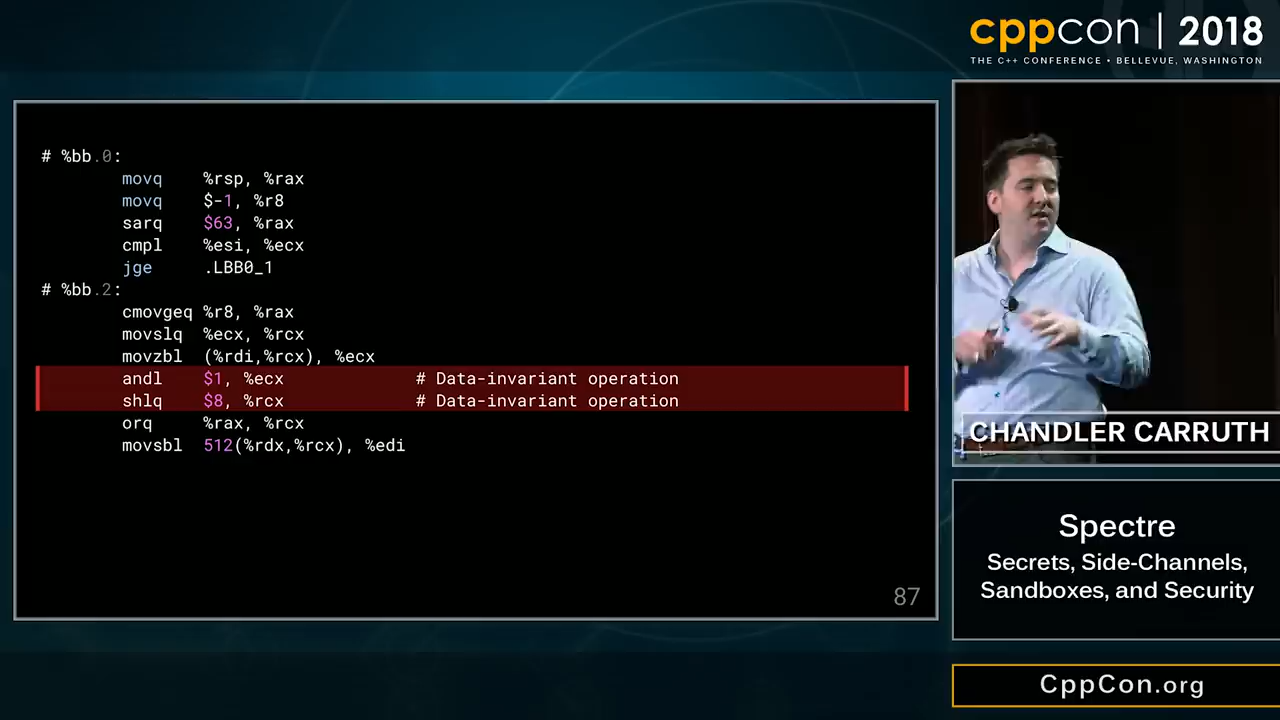 cppcon | 2018
THE C++ CONFERENCE • BELLEVUE, WASHINGTON
# %bb.0:
movq %rsp, %rax
movq $-1, %r8
sarq $63, %rax
cmpl %esi, %ecx
jge .LBB0_1
# %bb.2:
cmovgeq %r8, %rax
movslq %ecx, %rcx
movzbl (%rdi,%rcx), %ecx
andl $1, %ecx # Data-invariant operation
shlq $8, %rcx # Data-invariant operation
orq %rax, %rcx
movsbl 512(%rdx,%rcx), %edi
87
CHANDLER CARRUTH
Spectre
Secrets, Side-Channels,
Sandboxes, and Security
CppCon.org